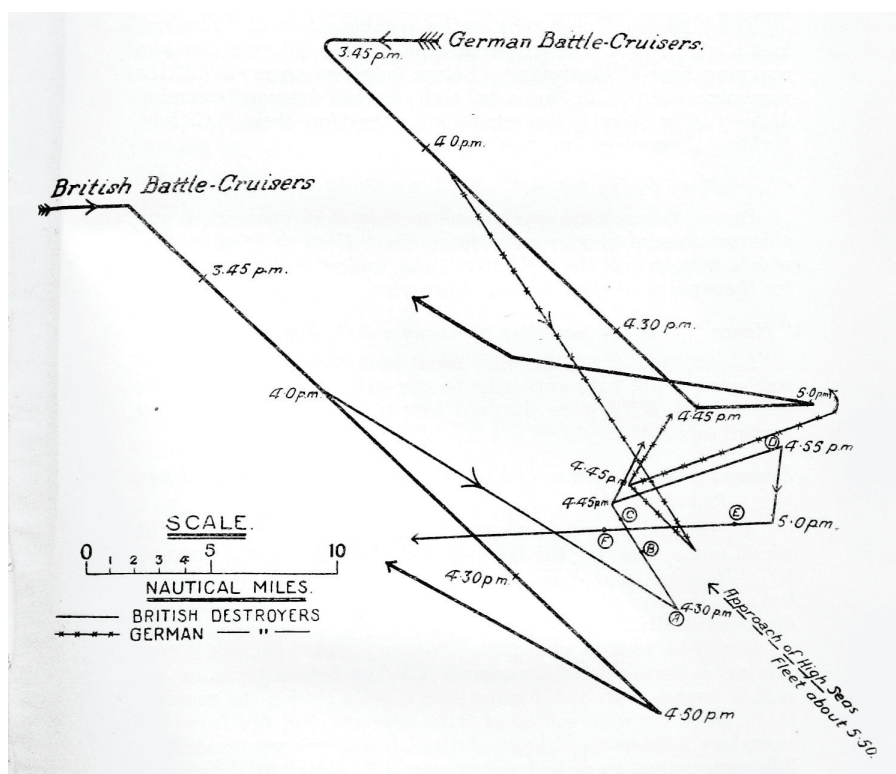 German Battle-Cruisers.
3.45 p.m.
4.0 p.m.
British Battle-Cruisers
3.45 p.m.
4.30 p.m.
4.0 p.m.
5.0 pm
4.45 p.m.
D
4.55 p.m
4.45 p.m
4.45 p.m
C
E
5.0 p.m.
F
B
SCALE.
0 1 2 3 4 5 10
NAUTICAL MILES.
BRITISH DESTROYERS
GERMAN — " —
4.30 p.m.
4.30 p.m
A
4.50 p.m
Approach of High Seas
Fleet about 5.50.